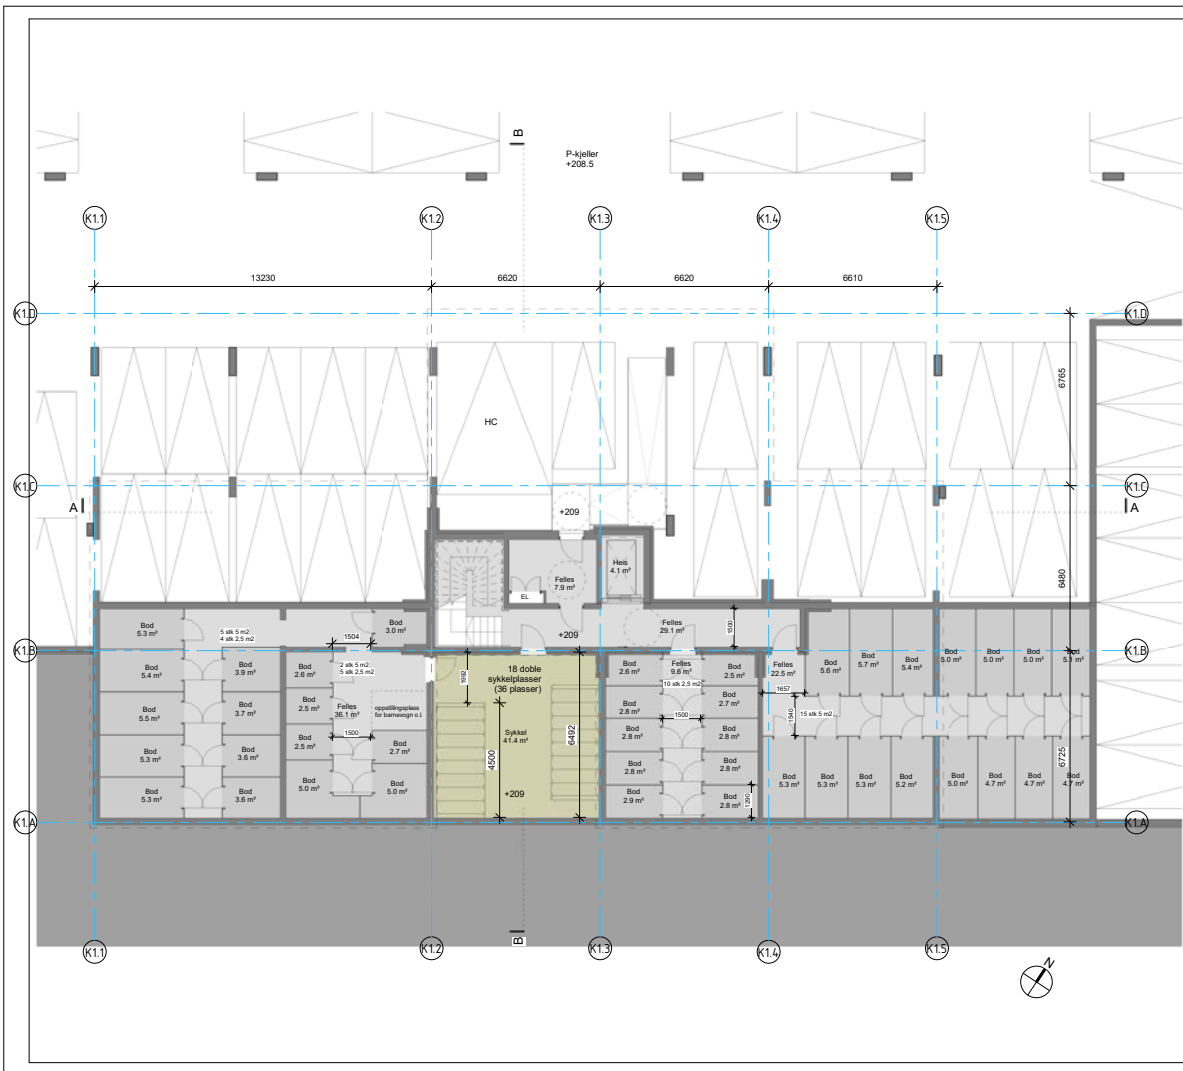 B
P-kjeller
+208.5
K1.1
K1.2
K1.3
K1.4
K1.5
13230
6620
6620
6610
K1.D
K1.D
6765
HC
K1.C
K1.C
A
A
+209
Heis
4.1 m²
Felles
7.9 m²
EL
6480
Bod
5.3 m²
5 stk 5 m2
4 stk 2,5 m2
1504
Bod
3.0 m²
+209
Felles
29.1 m²
1500
K1.B
K1.B
Bod
5.4 m²
Bod
3.9 m²
Bod
2.6 m²
2 stk 5 m2
5 stk 2,5 m2
1992
18 doble
sykkelplasser
(36 plasser)
Bod
2.6 m²
Felles
9.6 m²
10 stk 2,5 m2
Bod
2.5 m²
Felles
22.5 m²
1657
Bod
5.6 m²
Bod
5.7 m²
Bod
5.4 m²
Bod
5.0 m²
Bod
5.0 m²
Bod
5.0 m²
Bod
5.1 m²
Bod
5.5 m²
Bod
3.7 m²
Bod
2.5 m²
Felles
36.1 m²
oppstillingsplass
for barnevogn o.l.
Bod
2.8 m²
1500
Bod
2.7 m²
1540
15 stk 5 m2
Bod
5.3 m²
Bod
3.6 m²
Bod
2.5 m²
1500
Bod
2.7 m²
Sykkel
41.4 m²
6492
4500
Bod
2.8 m²
Bod
2.8 m²
6725
Bod
5.3 m²
Bod
3.6 m²
Bod
5.0 m²
Bod
5.0 m²
+209
Bod
2.8 m²
Bod
2.8 m²
Bod
2.9 m²
Bod
2.8 m²
1290
Bod
5.3 m²
Bod
5.3 m²
Bod
5.3 m²
Bod
5.2 m²
Bod
5.0 m²
Bod
4.7 m²
Bod
4.7 m²
Bod
4.7 m²
K1.A
K1.A
B
K1.1
K1.2
K1.3
K1.4
K1.5
N